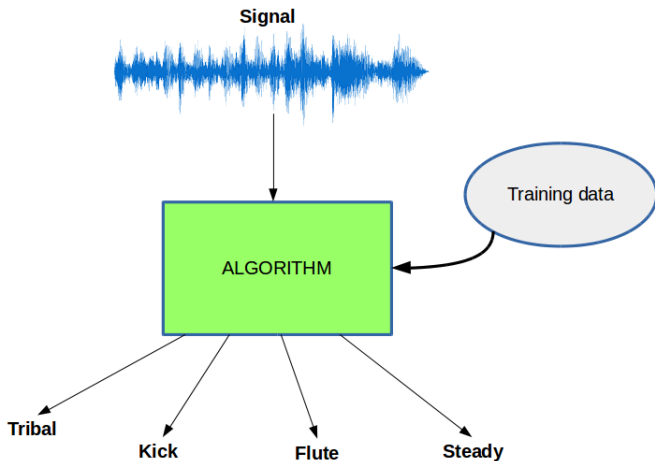 Signal
Training data
ALGORITHM
Tribal
Kick
Flute
Steady